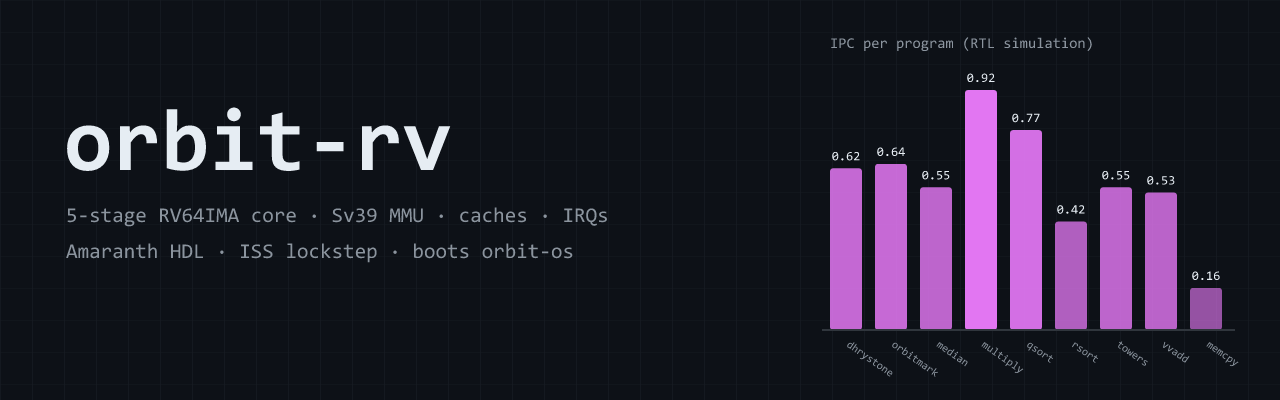 orbit-rv
5-stage RV64IMA core · Sv39 MMU · caches · IRQs
Amaranth HDL · ISS lockstep · boots orbit-os
IPC per program (RTL simulation)
0.62
0.64
0.55
0.92
0.77
0.42
0.55
0.53
0.16
dhrystone
orbitmark
median
multiply
qsort
rsort
towers
vvadd
memcpy